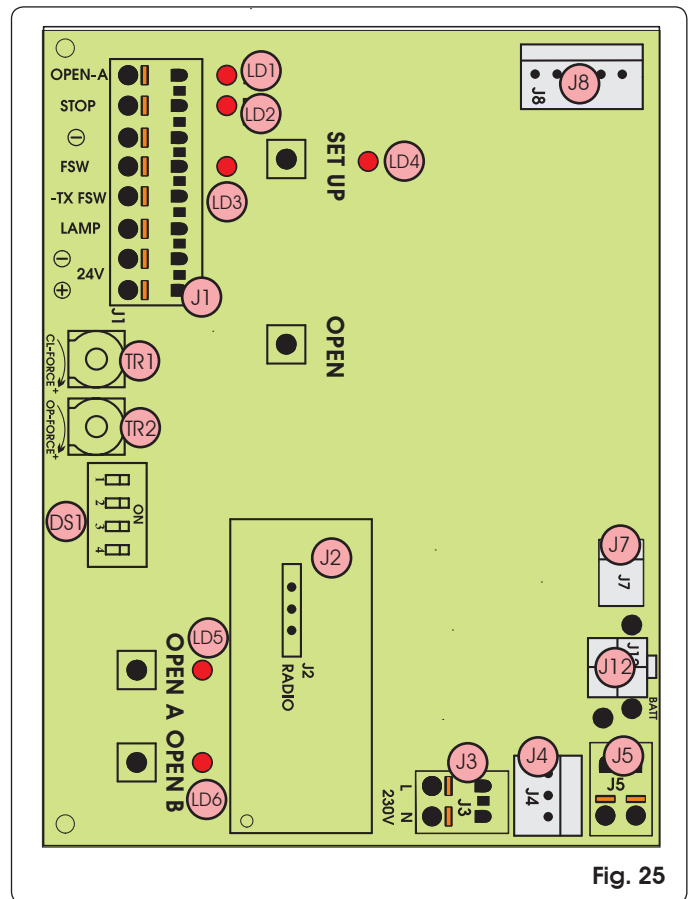 OPEN-A
STOP
⊖
FSW
-TX FSW
LAMP
⊖
24V
⊕
J1
J1
LD1
LD2
LD3
SET UP
LD4
J8
J8
OPEN
CL-FORCE +
TR1
OP-FORCE +
TR2
DS1
1
2
3
4
ON
J2
J2
RADIO
OPEN A
LD5
OPEN B
LD6
J7
J7
J12
BATT
J3
J3
L
N
230V
J4
J4
J5
J5
Fig. 25